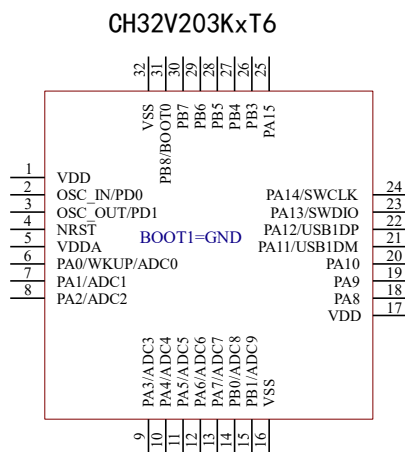 CH32V203KxT6
32
31
30
29
28
27
26
25
VSS
PB8/BOOT0
PB7
PB6
PB5
PB4
PB3
PA15
1 VDD
2 OSC_IN/PD0
3 OSC_OUT/PD1
4 NRST
5 VDDA
6 PA0/WKUP/ADC0
7 PA1/ADC1
8 PA2/ADC2
BOOT1=GND
PA14/SWCLK 24
PA13/SWDIO 23
PA12/USB1DP 22
PA11/USB1DM 21
PA10 20
PA9 19
PA8 18
VDD 17
PA3/ADC3
PA4/ADC4
PA5/ADC5
PA6/ADC6
PA7/ADC7
PB0/ADC8
PB1/ADC9
VSS
9
10
11
12
13
14
15
16